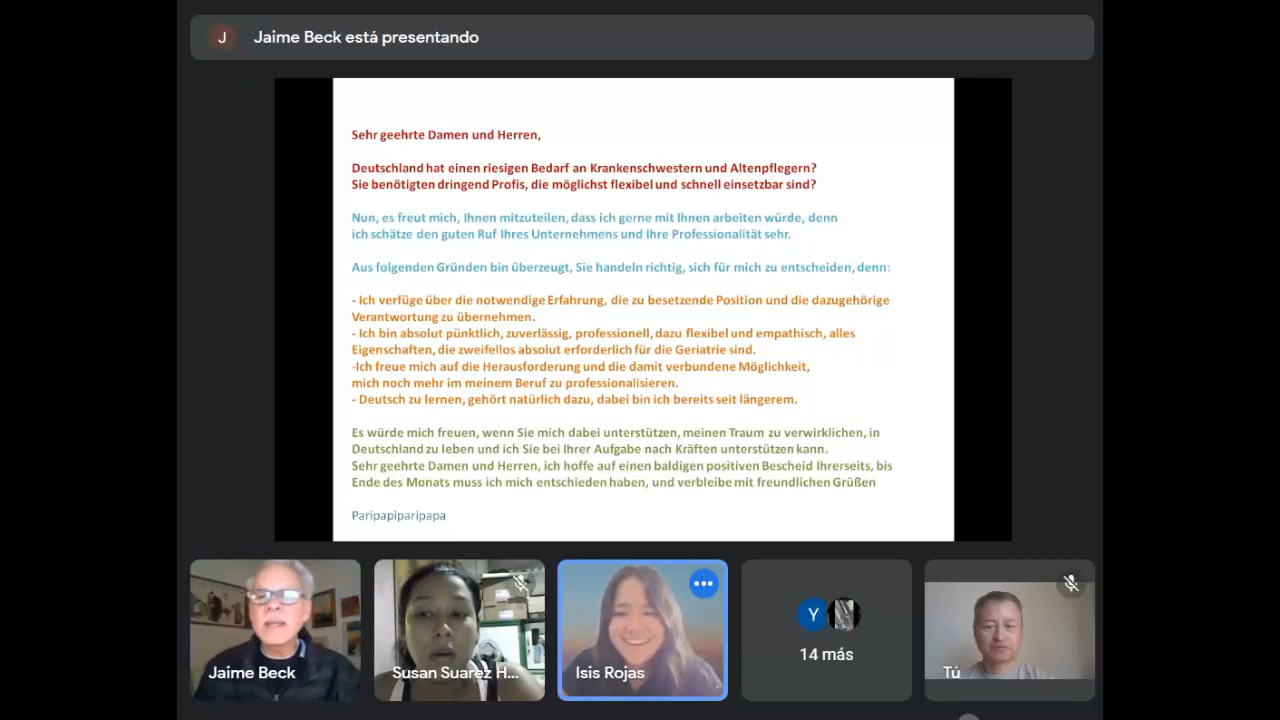 J Jaime Beck está presentando
Sehr geehrte Damen und Herren,
Deutschland hat einen riesigen Bedarf an Krankenschwestern und Altenpflegern?
Sie benötigten dringend Profis, die möglichst flexibel und schnell einsetzbar sind?
Nun, es freut mich, Ihnen mitzuteilen, dass ich gerne mit Ihnen arbeiten würde, denn
ich schätze den guten Ruf Ihres Unternehmens und Ihre Professionalität sehr.
Aus folgenden Gründen bin überzeugt, Sie handeln richtig, sich für mich zu entscheiden, denn:
- Ich verfüge über die notwendige Erfahrung, die zu besetzende Position und die dazugehörige
Verantwortung zu übernehmen.
- Ich bin absolut pünktlich, zuverlässig, professionell, dazu flexibel und empathisch, alles
Eigenschaften, die zweifellos absolut erforderlich für die Geriatrie sind.
-Ich freue mich auf die Herausforderung und die damit verbundene Möglichkeit,
mich noch mehr im meinem Beruf zu professionalisieren.
- Deutsch zu lernen, gehört natürlich dazu, dabei bin ich bereits seit längerem.
Es würde mich freuen, wenn Sie mich dabei unterstützen, meinen Traum zu verwirklichen, in
Deutschland zu leben und ich Sie bei Ihrer Aufgabe nach Kräften unterstützen kann.
Sehr geehrte Damen und Herren, ich hoffe auf einen baldigen positiven Bescheid Ihrerseits, bis
Ende des Monats muss ich mich entschieden haben, und verbleibe mit freundlichen Grüßen
Paripapiparipapa
Y
14 más
Jaime Beck
Susan Suarez H...
Isis Rojas
Tú